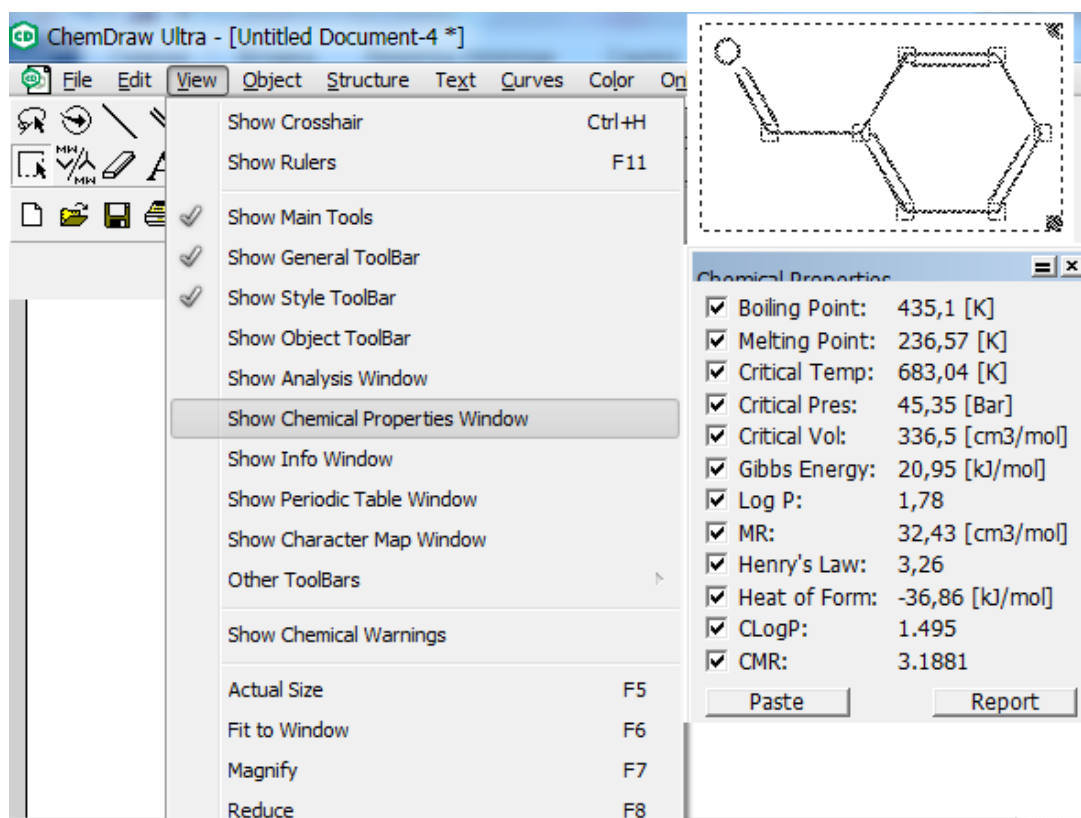 ChemDraw Ultra - [Untitled Document-4 *]
File Edit View Object Structure Text Curves Color
Show Crosshair Ctrl+H
Show Rulers F11
Show Main Tools
Show General ToolBar
Show Style ToolBar
Show Object ToolBar
Show Analysis Window
Show Chemical Properties Window
Show Info Window
Show Periodic Table Window
Show Character Map Window
Other ToolBars
Show Chemical Warnings
Actual Size F5
Fit to Window F6
Magnify F7
Reduce F8
O
Chemical Properties
Boiling Point: 435,1 [K]
Melting Point: 236,57 [K]
Critical Temp: 683,04 [K]
Critical Pres: 45,35 [Bar]
Critical Vol: 336,5 [cm3/mol]
Gibbs Energy: 20,95 [kJ/mol]
Log P: 1,78
MR: 32,43 [cm3/mol]
Henry's Law: 3,26
Heat of Form: -36,86 [kJ/mol]
CLogP: 1.495
CMR: 3.1881
Paste Report